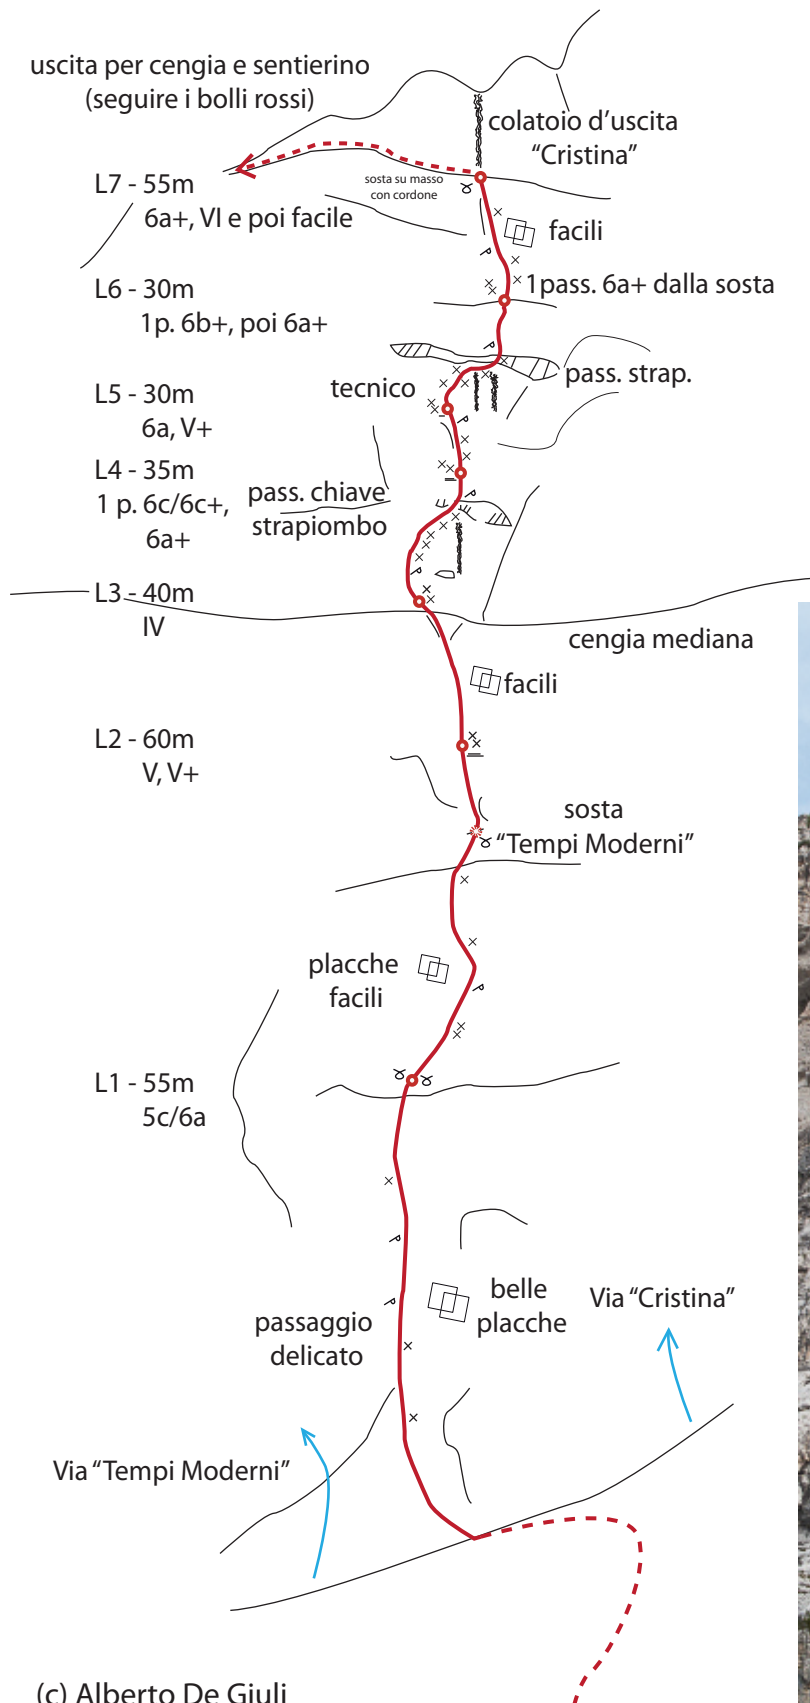 uscita per cengia e sentierino
(seguire i bolli rossi)
colatoio d'uscita
"Cristina"
sosta su masso
con cordone
L7 - 55m
6a+, VI e poi facile
facili
L6 - 30m
1p. 6b+, poi 6a+
1pass. 6a+ dalla sosta
pass. strap.
tecnico
L5 - 30m
6a, V+
L4 - 35m
1 p. 6c/6c+,
6a+
pass. chiave
strapiombo
L3 - 40m
IV
cengia mediana
facili
L2 - 60m
V, V+
sosta
"Tempi Moderni"
placche
facili
L1 - 55m
5c/6a
belle
placche
Via "Cristina"
passaggio
delicato
Via "Tempi Moderni"
(c) Alberto De Giuli